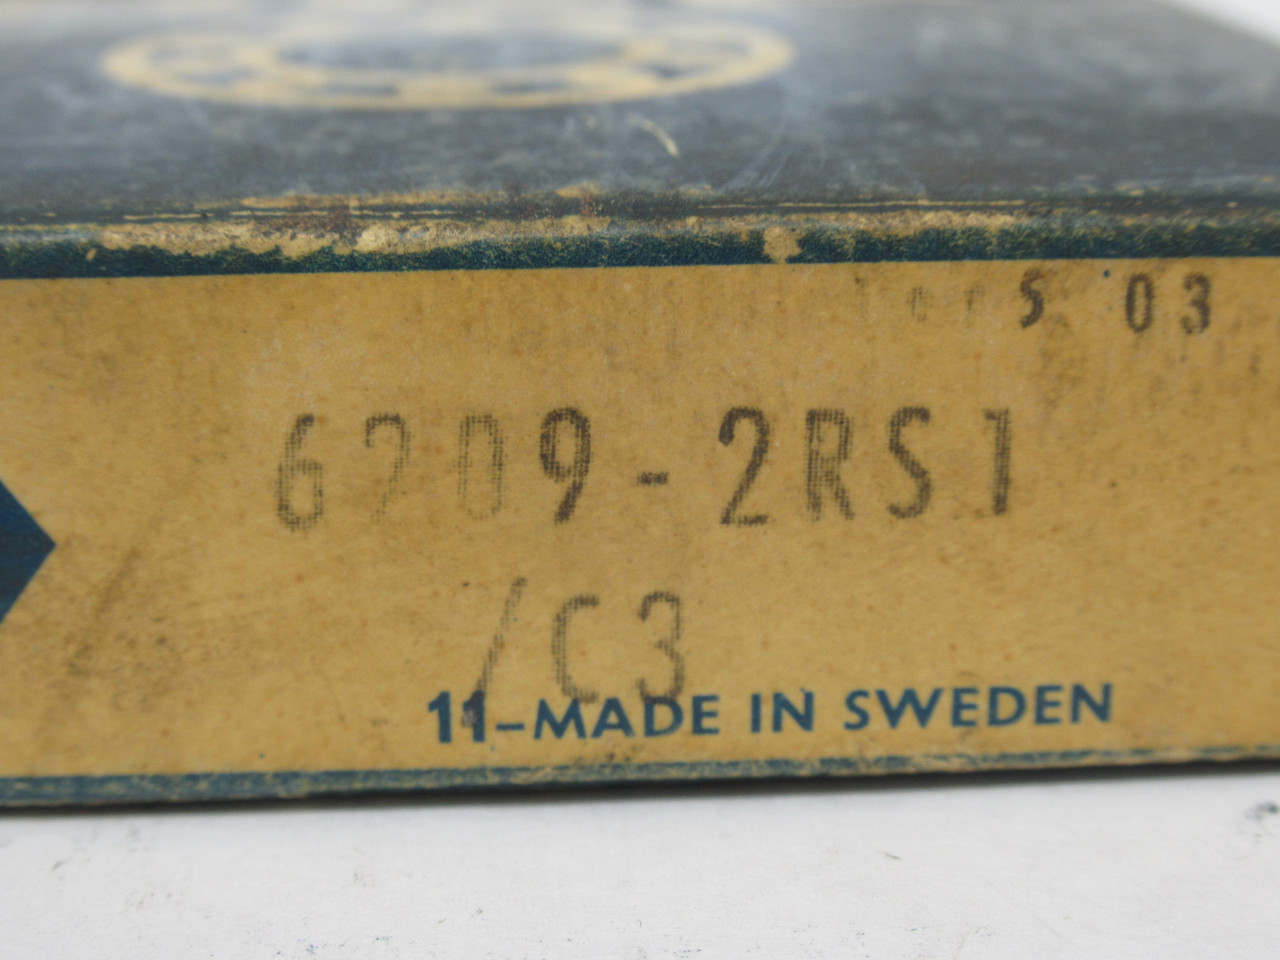 5 03
6209-2RS1
/C3
11-MADE IN SWEDEN